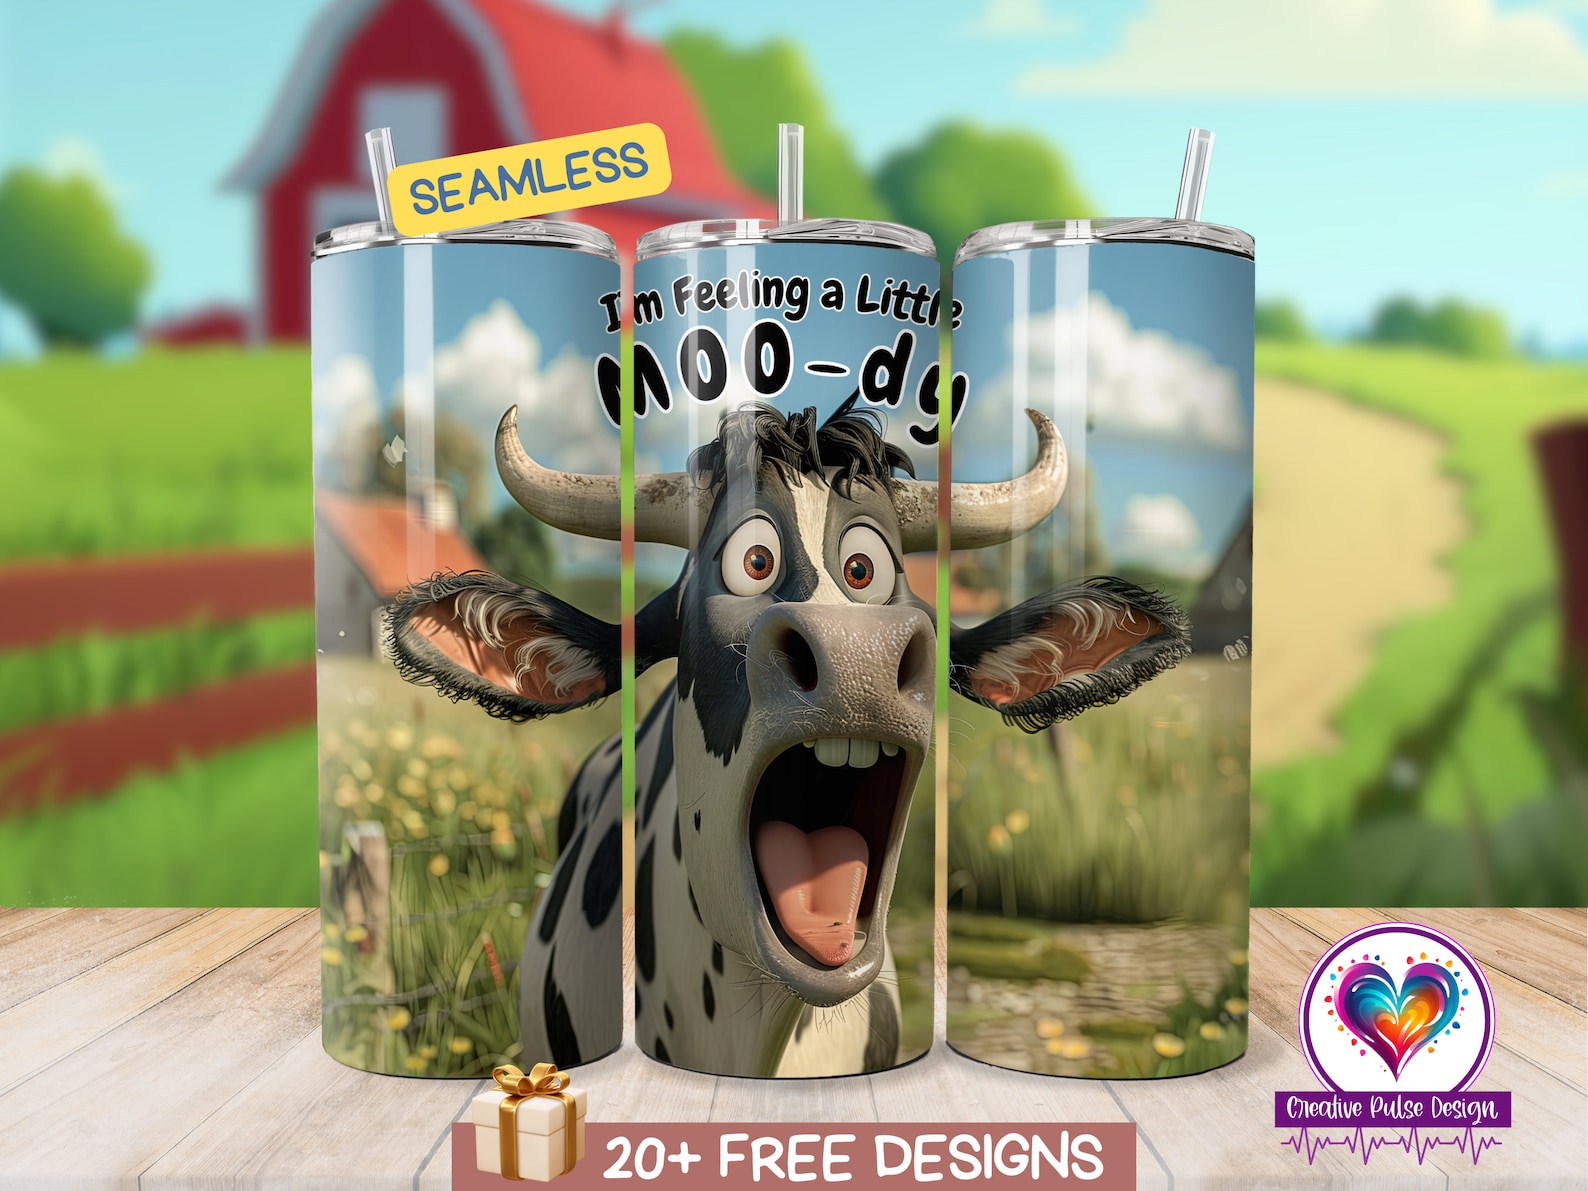 SEAMLESS
I'm Feeling a Little
MOO-dy
Creative Pulse Design
20+ FREE DESIGNS